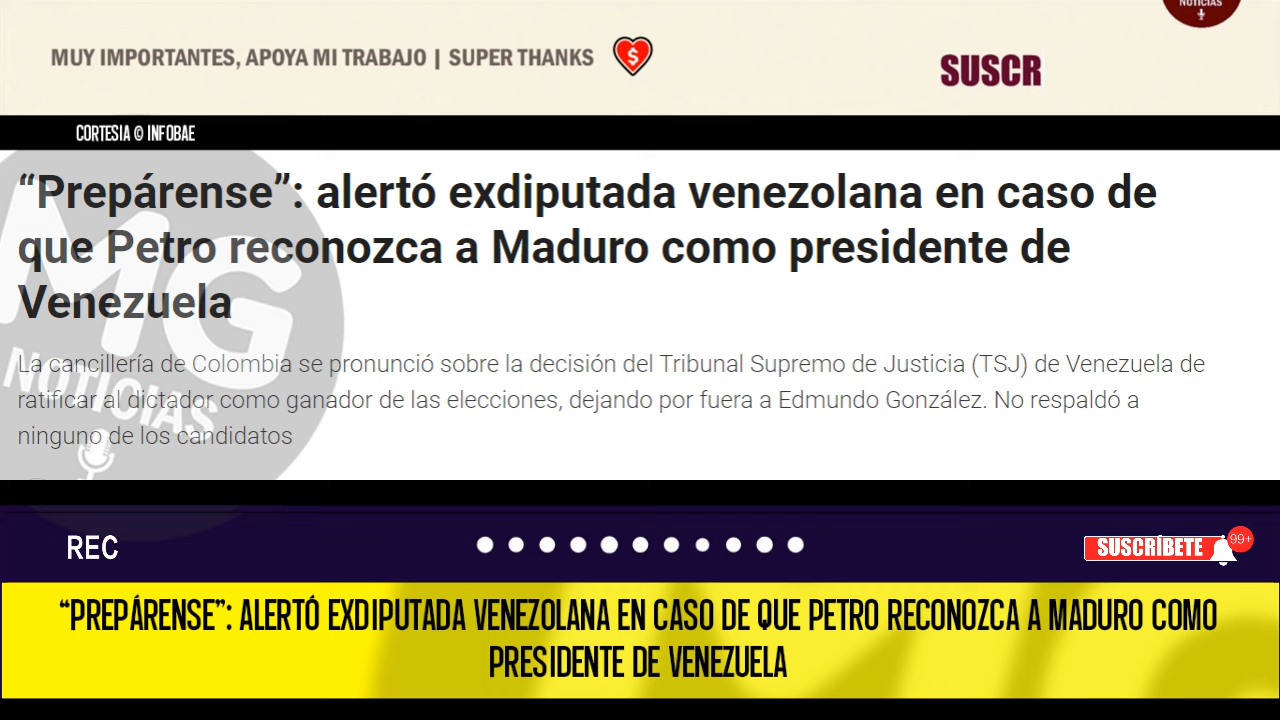 NOTICIAS
MUY IMPORTANTES, APOYA MI TRABAJO | SUPER THANKS
$
SUSCR
CORTESIA © INFOBAE
“Prepárense”: alertó exdiputada venezolana en caso de
que Petro reconozca a Maduro como presidente de
Venezuela
La cancillería de Colombia se pronunció sobre la decisión del Tribunal Supremo de Justicia (TSJ) de Venezuela de
ratificar al dictador como ganador de las elecciones, dejando por fuera a Edmundo González. No respaldó a
ninguno de los candidatos
MG
NOTICIAS
REC
SUSCRÍBETE
99+
“PREPÁRENSE”: ALERTÓ EXDIPUTADA VENEZOLANA EN CASO DE QUE PETRO RECONOZCA A MADURO COMO
PRESIDENTE DE VENEZUELA